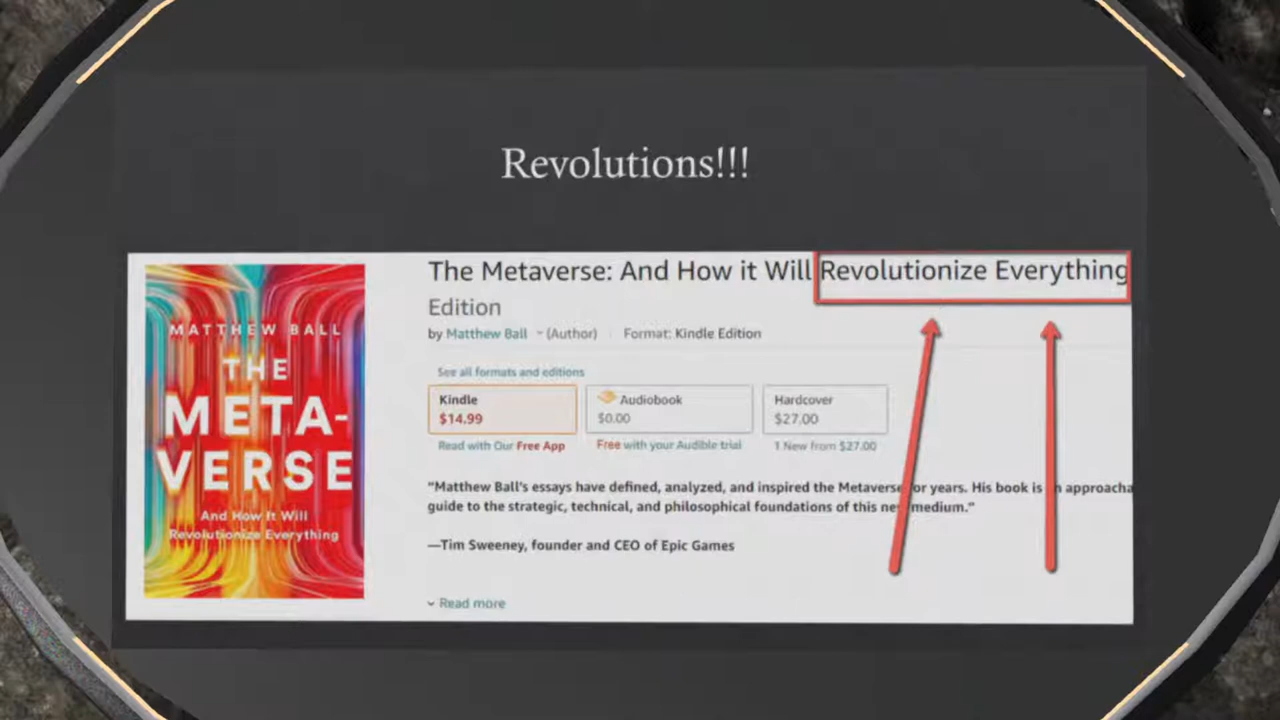 Revolutions!!!
MATTHEW BALL
THE
META-
VERSE
And How It Will
Revolutionize Everything
The Metaverse: And How it Will Revolutionize Everything
Edition
by Matthew Ball (Author) Format: Kindle Edition
See all formats and editions
Kindle
$14.99
Read with Our Free App
Audiobook
$0.00
Free with your Audible trial
Hardcover
$27.00
1 New from $27.00
"Matthew Ball's essays have defined, analyzed, and inspired the Metaverse for years. His book is an
guide to the strategic, technical, and philosophical foundations of this new medium."
—Tim Sweeney, founder and CEO of Epic Games
Read more